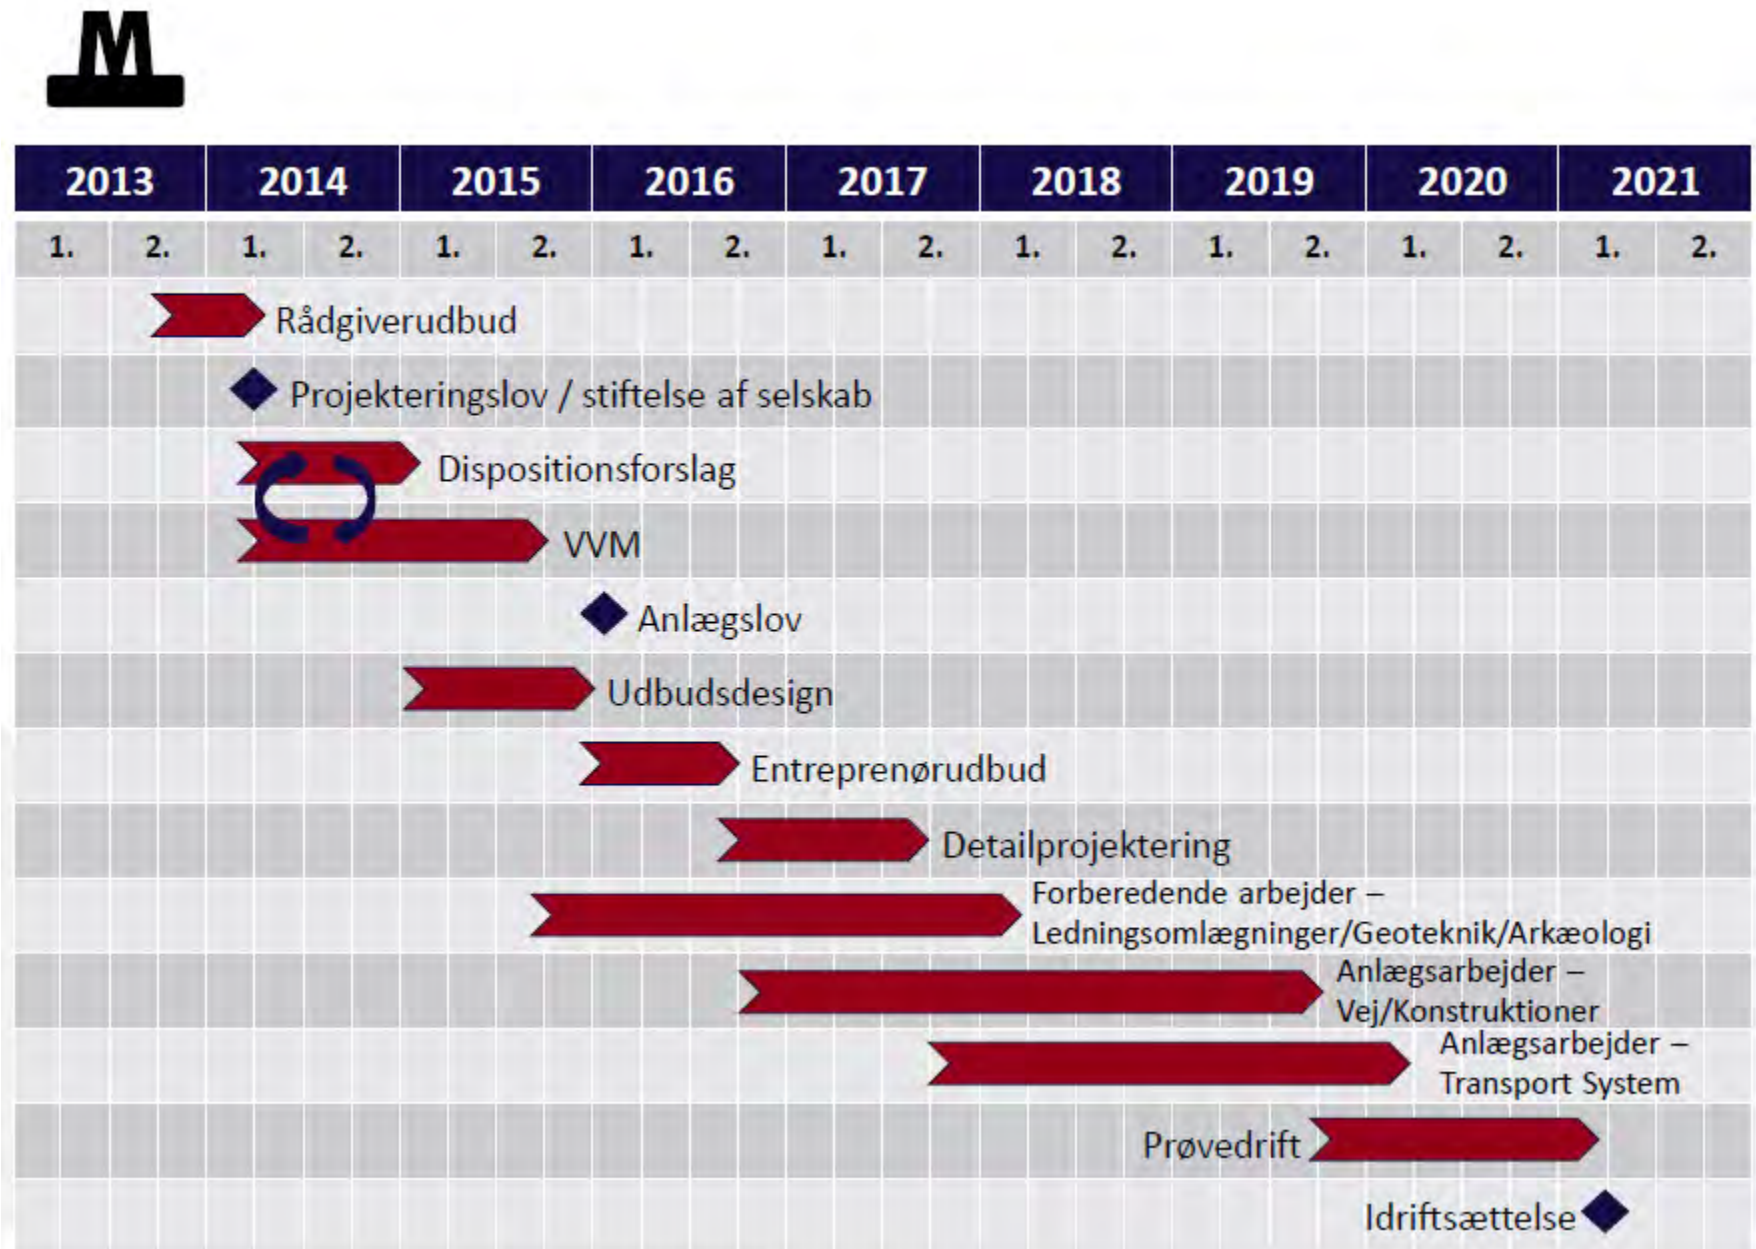 M
2013 2014 2015 2016 2017 2018 2019 2020 2021
1. 2. 1. 2. 1. 2. 1. 2. 1. 2. 1. 2. 1. 2. 1. 2. 1. 2.
Rådgiverudbud
Projekteringslov / stiftelse af selskab
Dispositionsforslag
VVM
Anlægslov
Udbudsdesign
Entreprenørudbud
Detailprojektering
Forberedende arbejder –
Ledningsomlægninger/Geoteknik/Arkæologi
Anlægsarbejder –
Vej/Konstruktioner
Anlægsarbejder –
Transport System
Prøvedrift
Idriftsættelse